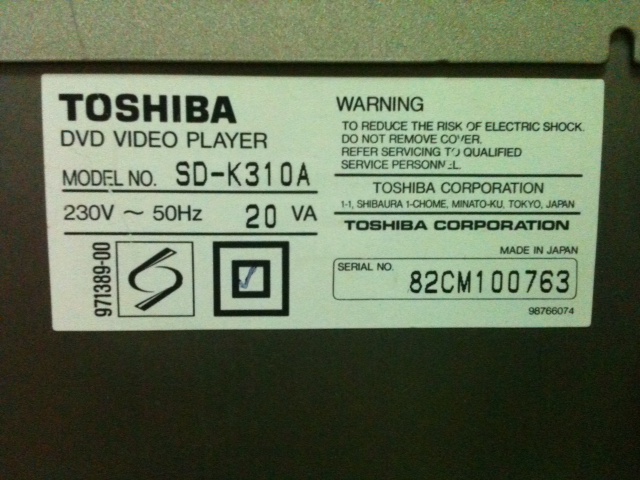 TOSHIBA
DVD VIDEO PLAYER
MODEL NO. SD-K310A
230V ~ 50Hz 20 VA
971389-00
WARNING
TO REDUCE THE RISK OF ELECTRIC SHOCK.
DO NOT REMOVE COVER.
REFER SERVICING TO QUALIFIED
SERVICE PERSONNEL.
TOSHIBA CORPORATION
1-1, SHIBAURA 1-CHOME, MINATO-KU, TOKYO, JAPAN
TOSHIBA CORPORATION
MADE IN JAPAN
SERIAL NO. 82CM100763
98766074